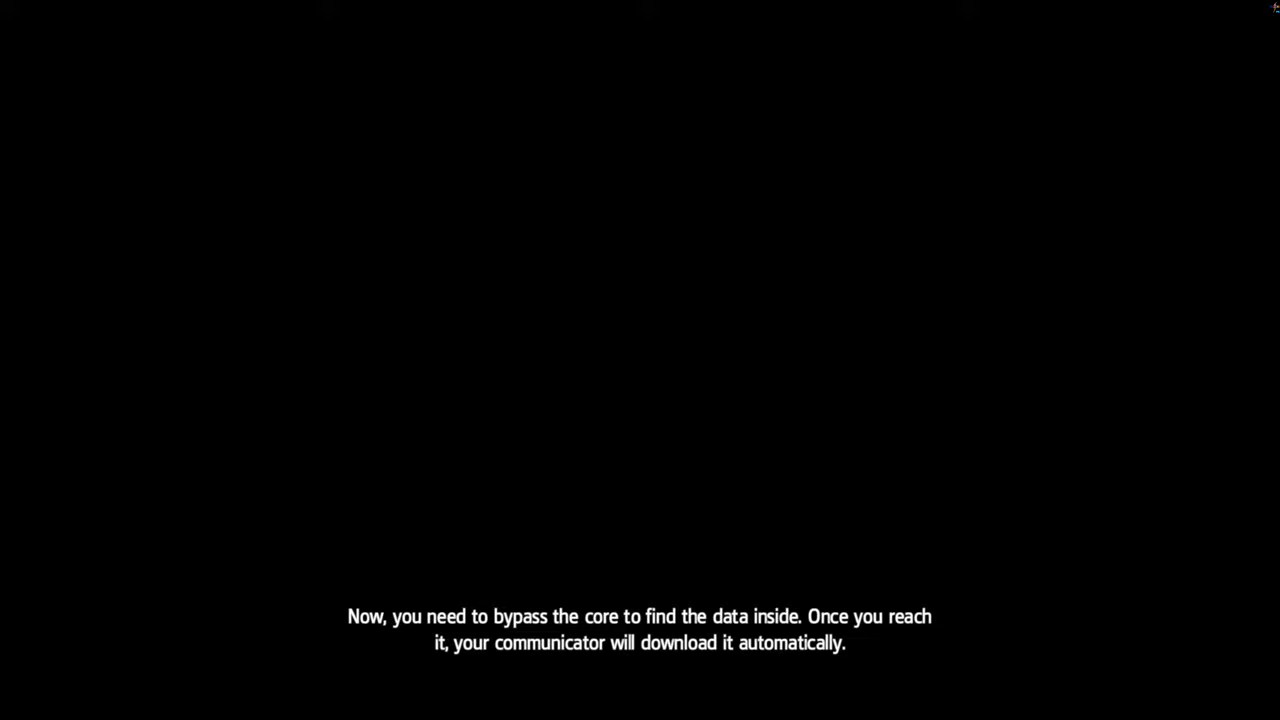 Now, you need to bypass the core to find the data inside. Once you reach
it, your communicator will download it automatically.